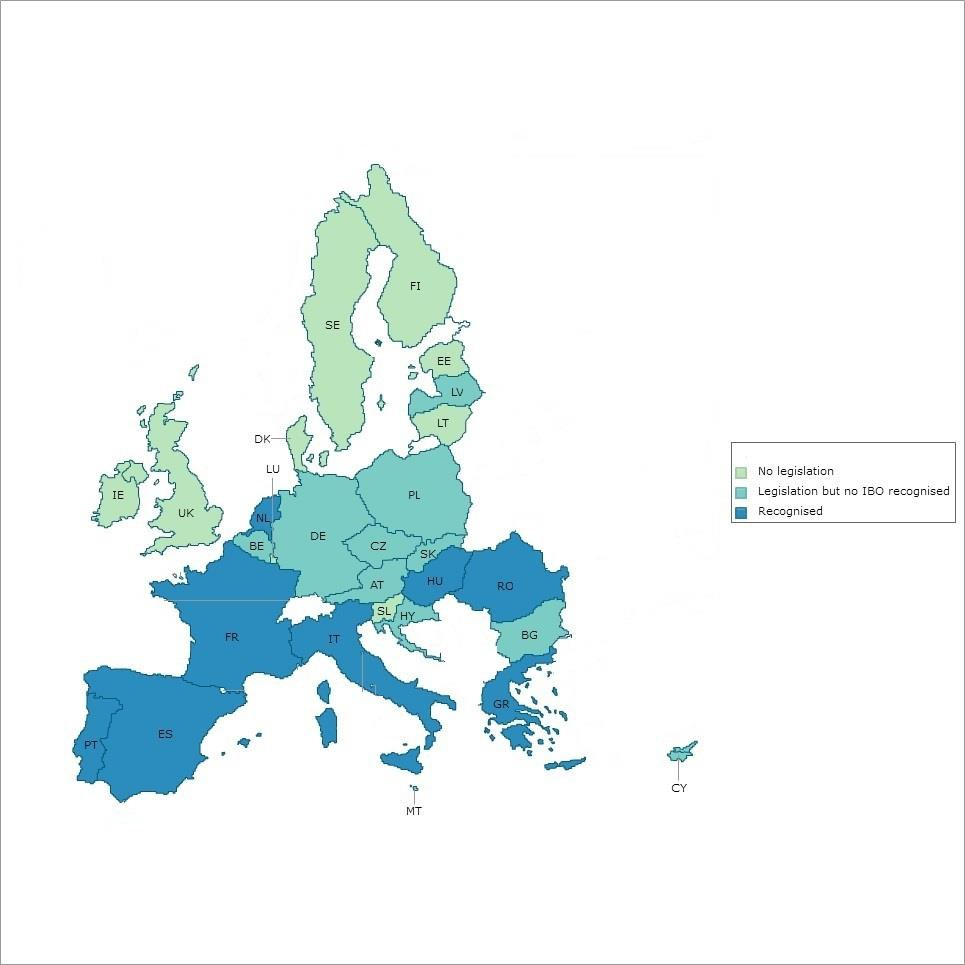 FI
SE
EE
LV
LT
DK
LU
IE
UK
NL
PL
BE
DE
CZ
SK
AT
HU
RO
SL
HY
FR
IT
BG
ES
PT
GR
CY
MT
No legislation
Legislation but no IBO recognised
Recognised